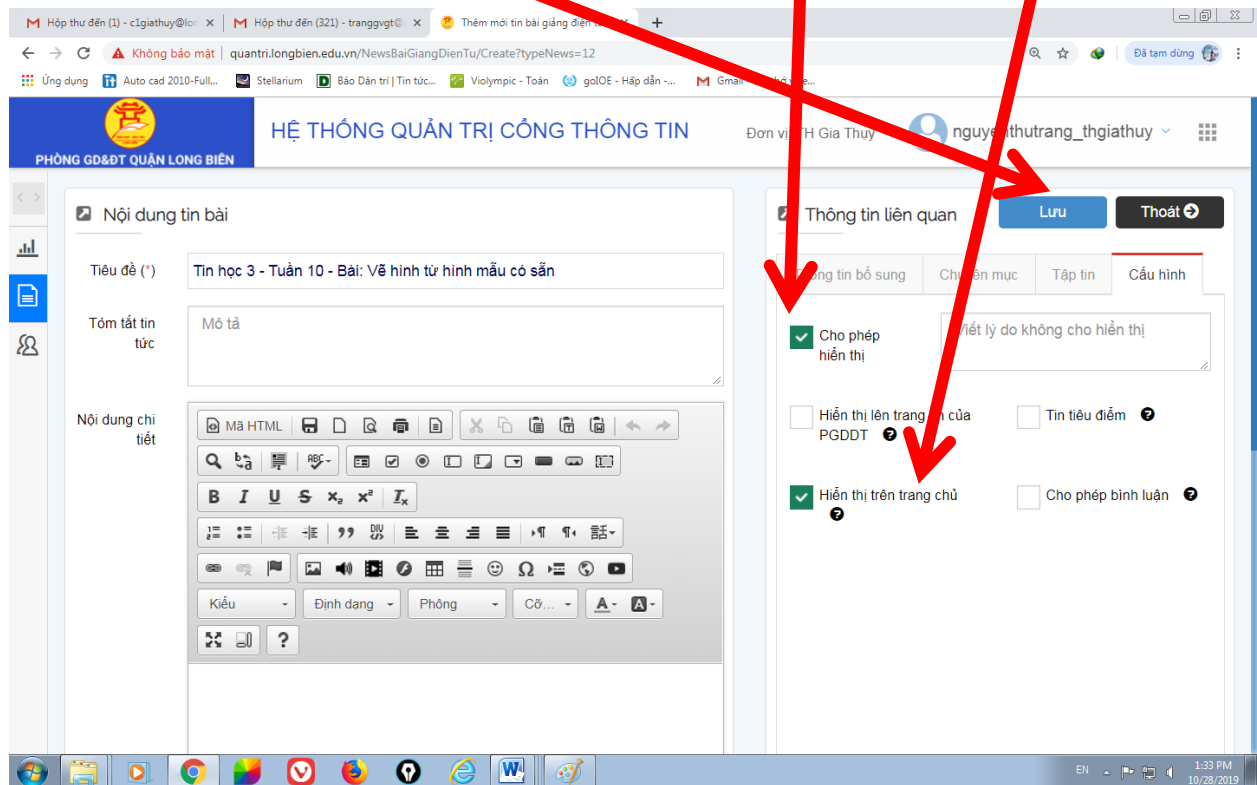 Hộp thư đến (1) - c1giathuy@lon
Hộp thư đến (321) - tranggvgt@
Thêm mới tin bài giảng điện
Không bảo mật | quantri.longbien.edu.vn/NewsBaiGiangDienTu/Create?typeNews=12
Đã tạm dừng
Ứng dụng
Auto cad 2010-Full...
Stellarium
Báo Dân trí | Tin tức...
Violympic - Toán
goIOE - Hấp dẫn -...
HỆ THỐNG QUẢN TRỊ CỔNG THÔNG TIN
Đơn vị TH Gia Thụy
nguyenthutrang_thgiathuy
PHÒNG GD&ĐT QUẬN LONG BIÊN
Nội dung tin bài
Thông tin liên quan
Lưu
Thoát
Tiêu đề (*)
Tin học 3 - Tuần 10 - Bài: Vẽ hình từ hình mẫu có sẵn
Thông tin bổ sung
Chuyên mục
Tập tin
Cấu hình
Tóm tắt tin
tức
Mô tả
Cho phép
hiển thị
Viết lý do không cho hiển thị
Nội dung chi
tiết
Mã HTML
Hiển thị lên trang
của
PGDDT
Tin tiêu điểm
Hiển thị trên trang chủ
Cho phép bình luận
Kiểu
Định dạng
Phông
Cỡ...
EN
1:33 PM
10/28/2019